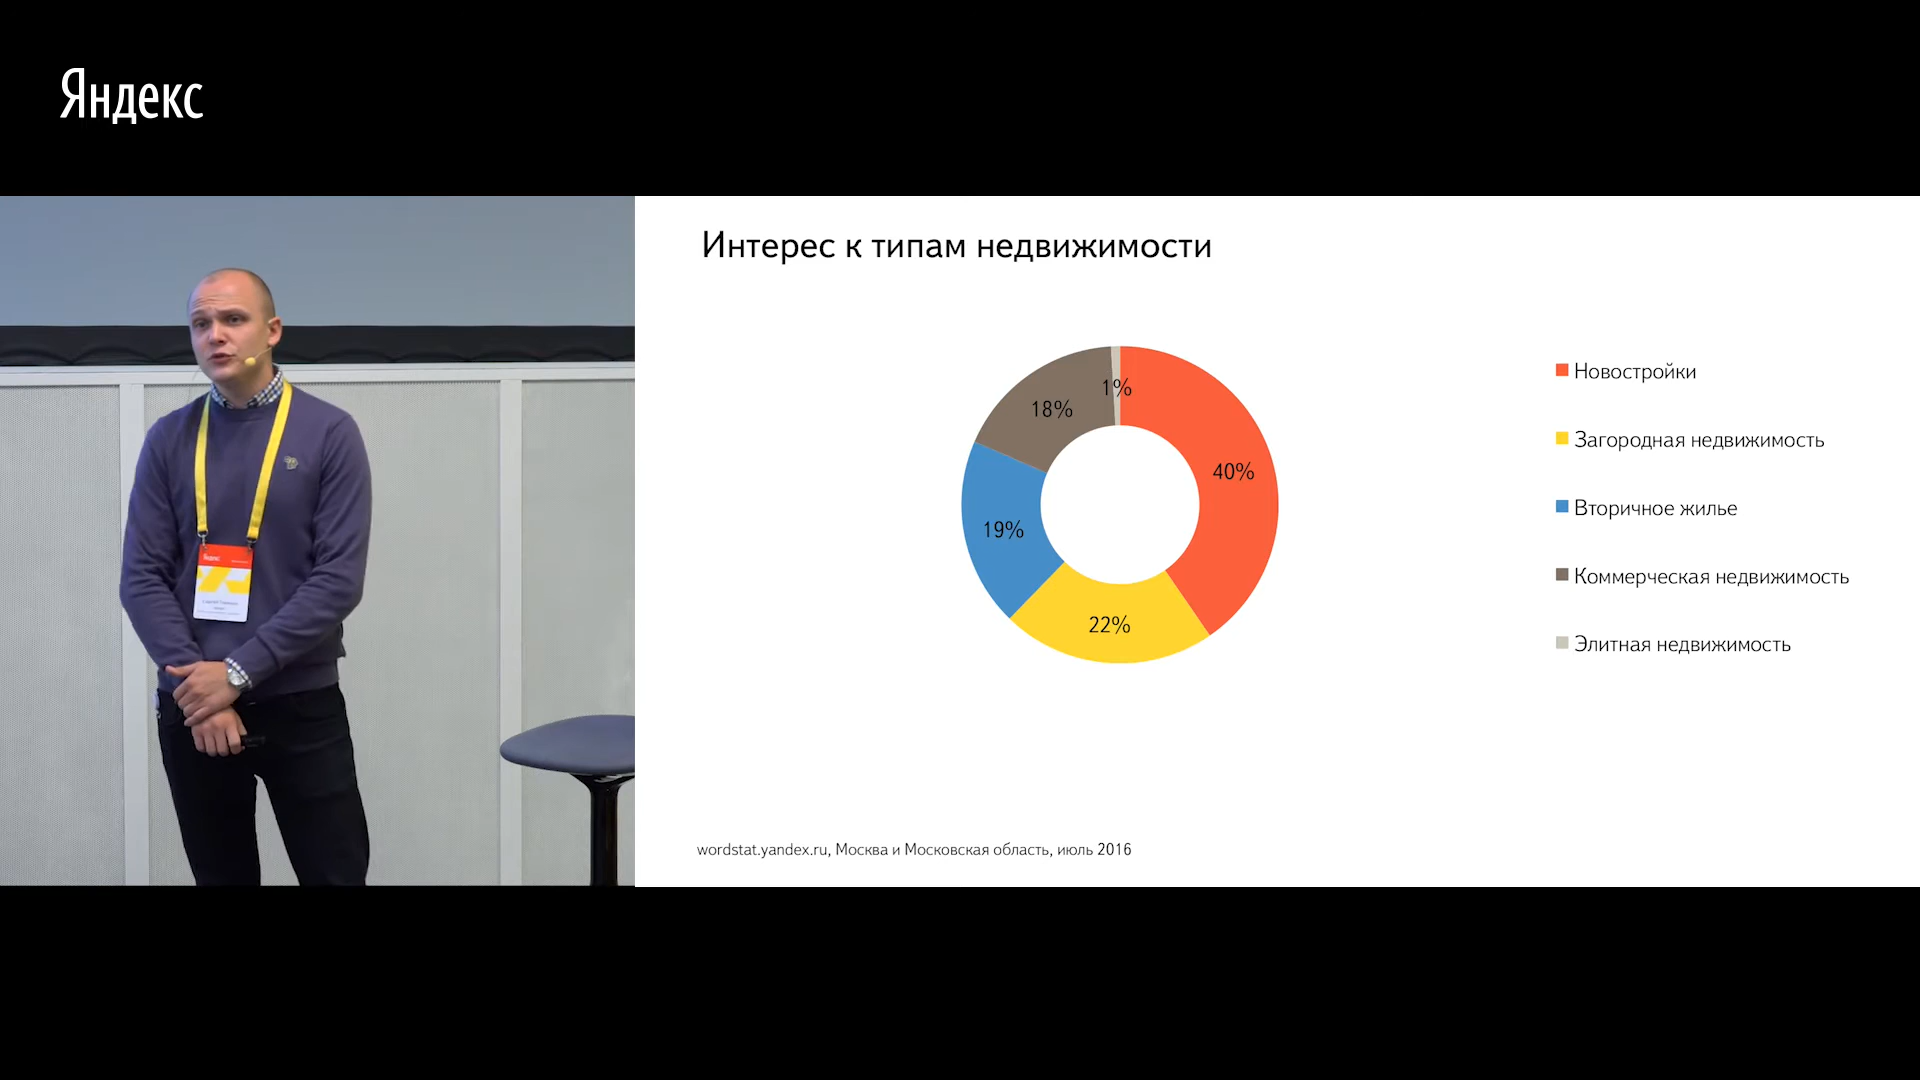 Яндекс
Интерес к типам недвижимости
1%
18%
40%
19%
22%
Новостройки
Загородная недвижимость
Вторичное жилье
Коммерческая недвижимость
Элитная недвижимость
wordstat.yandex.ru, Москва и Московская область, июль 2016
Яндекс